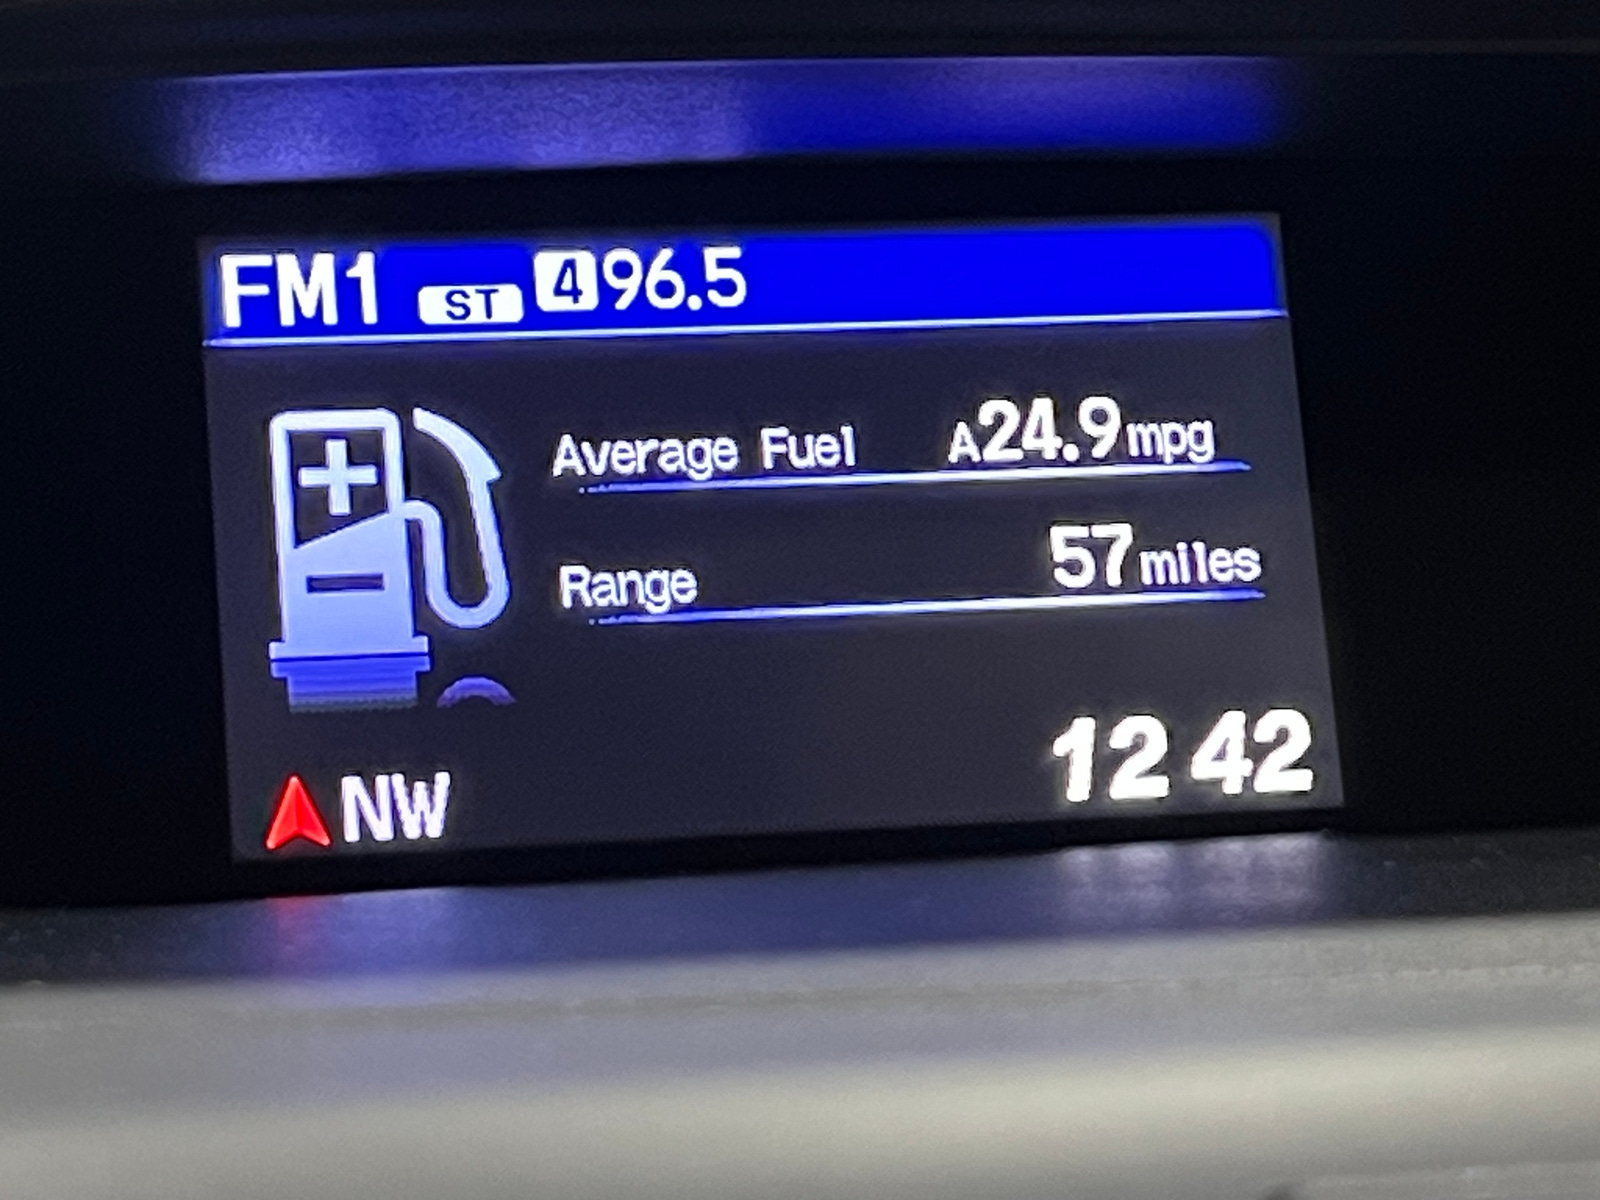 FM1 ST 4 96.5
Average Fuel A24.9mpg
Range 57miles
NW 12 42